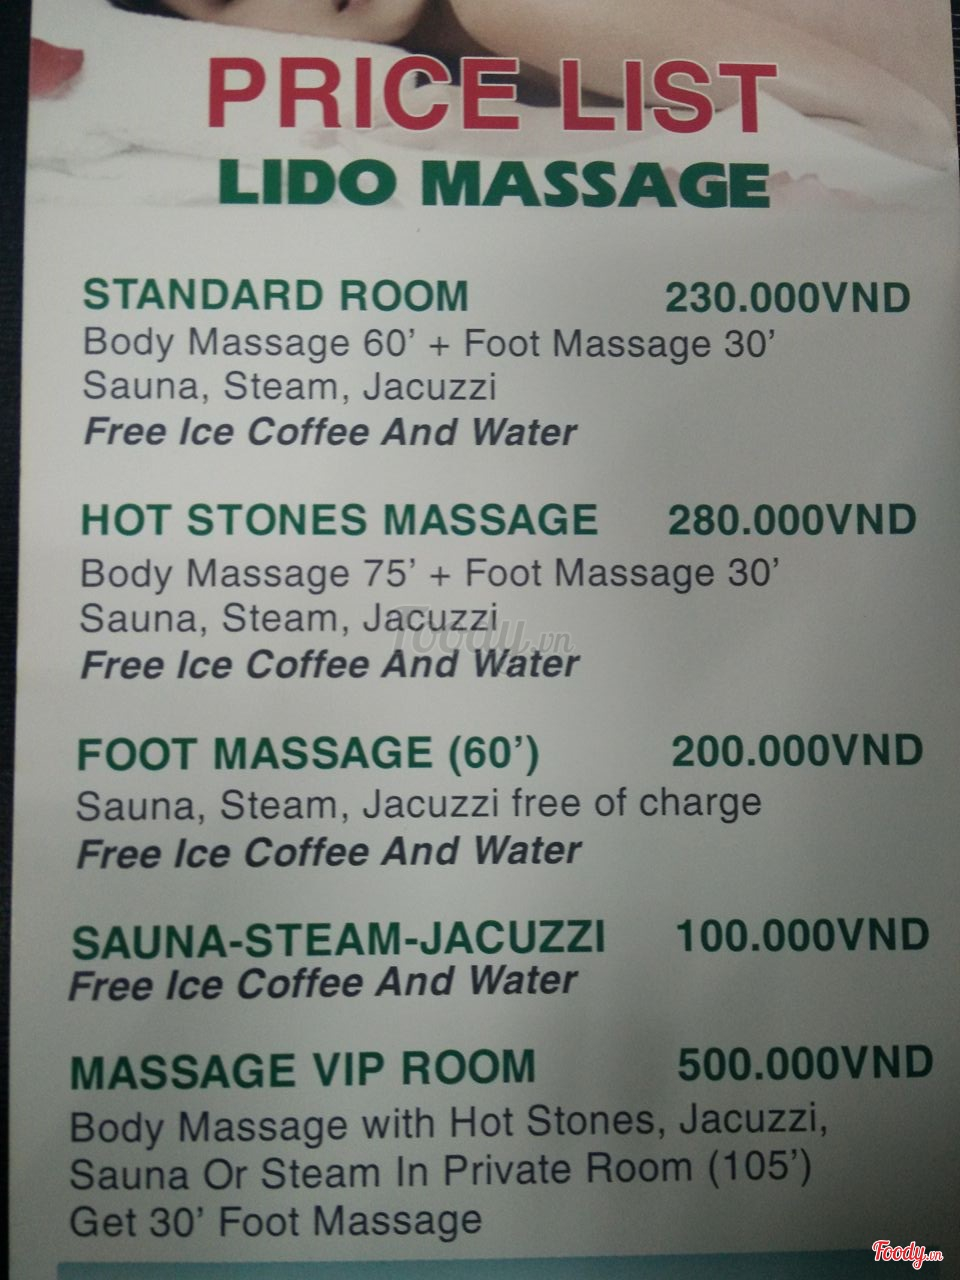 PRICE LIST
LIDO MASSAGE
STANDARD ROOM 230.000VND
Body Massage 60' + Foot Massage 30'
Sauna, Steam, Jacuzzi
Free Ice Coffee And Water
HOT STONES MASSAGE 280.000VND
Body Massage 75' + Foot Massage 30'
Sauna, Steam, Jacuzzi
Foody.vn
Free Ice Coffee And Water
FOOT MASSAGE (60') 200.000VND
Sauna, Steam, Jacuzzi free of charge
Free Ice Coffee And Water
SAUNA-STEAM-JACUZZI 100.000VND
Free Ice Coffee And Water
MASSAGE VIP ROOM 500.000VND
Body Massage with Hot Stones, Jacuzzi,
Sauna Or Steam In Private Room (105')
Get 30' Foot Massage
Foody.vn